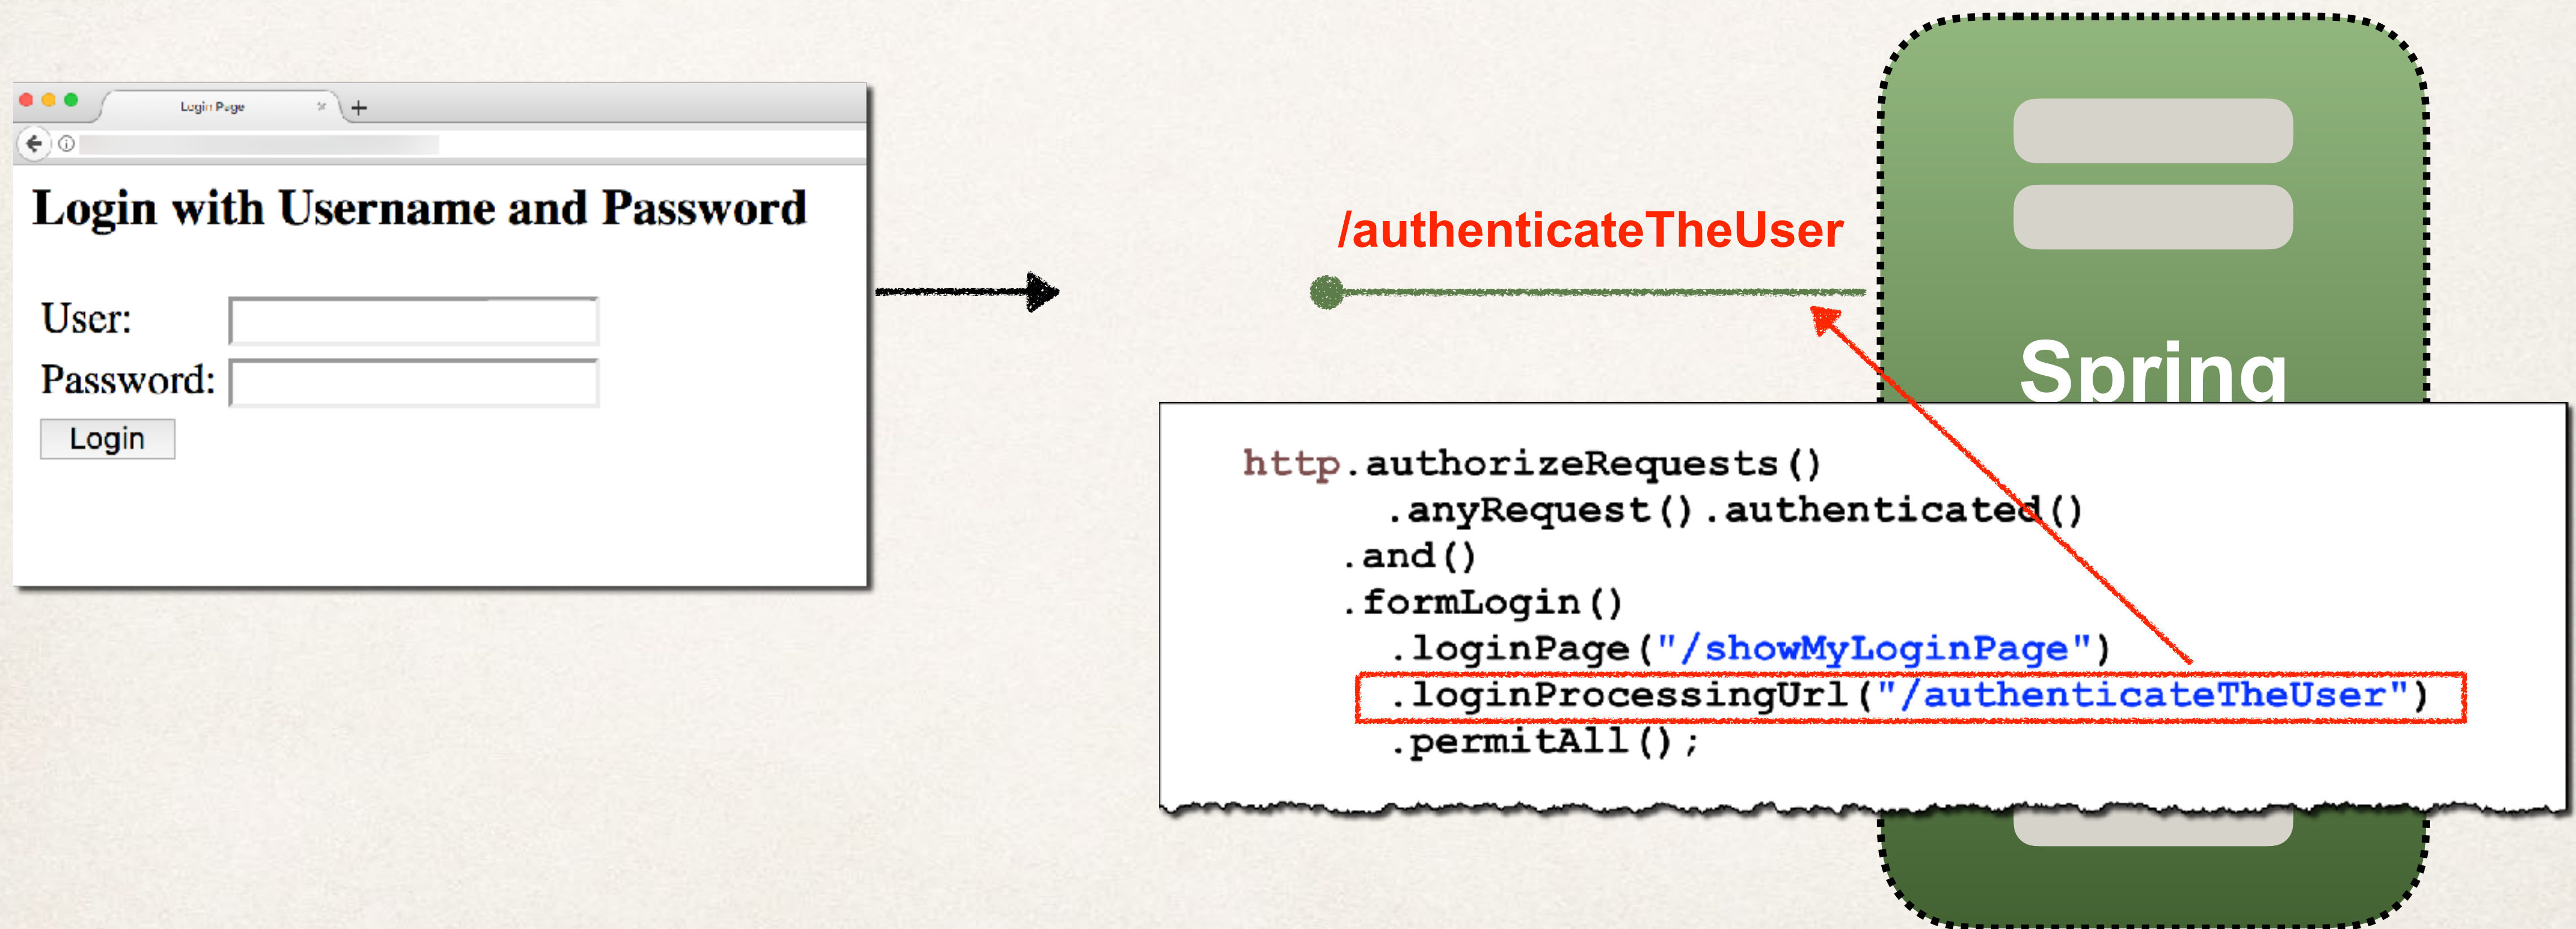 Login Page
Login with Username and Password
User:
Password:
Login
/authenticateTheUser
Spring
http.authorizeRequests()
.anyRequest().authenticated()
.and()
.formLogin()
.loginPage("/showMyLoginPage")
.loginProcessingUrl("/authenticateTheUser")
.permitAll();